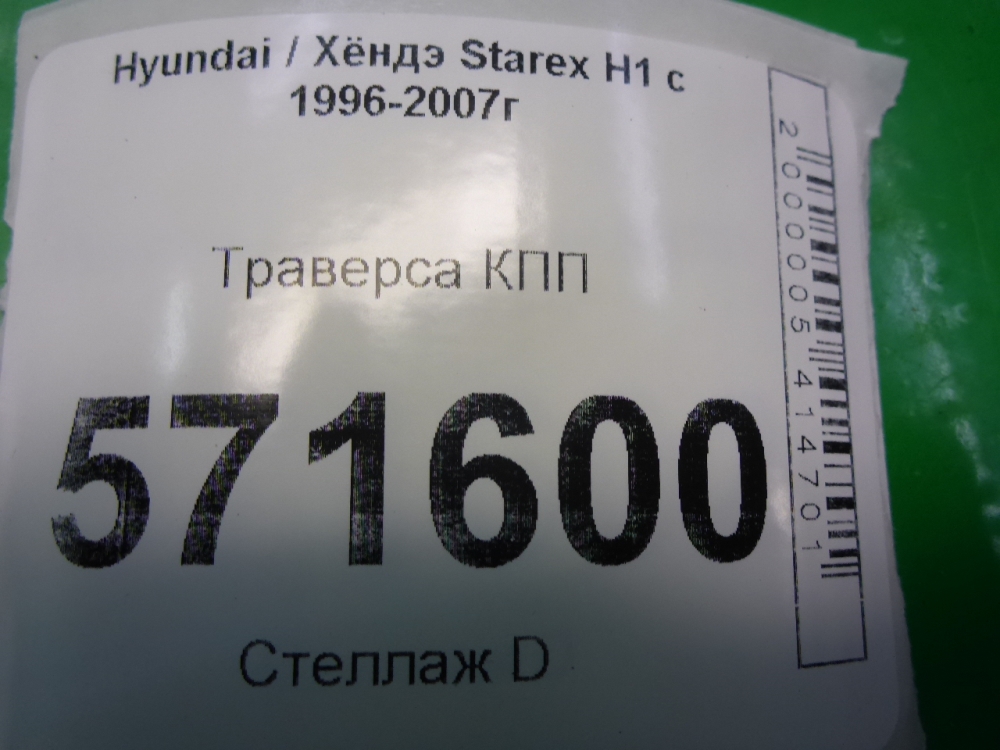 Hyundai / Хёндэ Starex H1 с
1996-2007г
Траверса КПП
571600
Стеллаж D
2000005414701